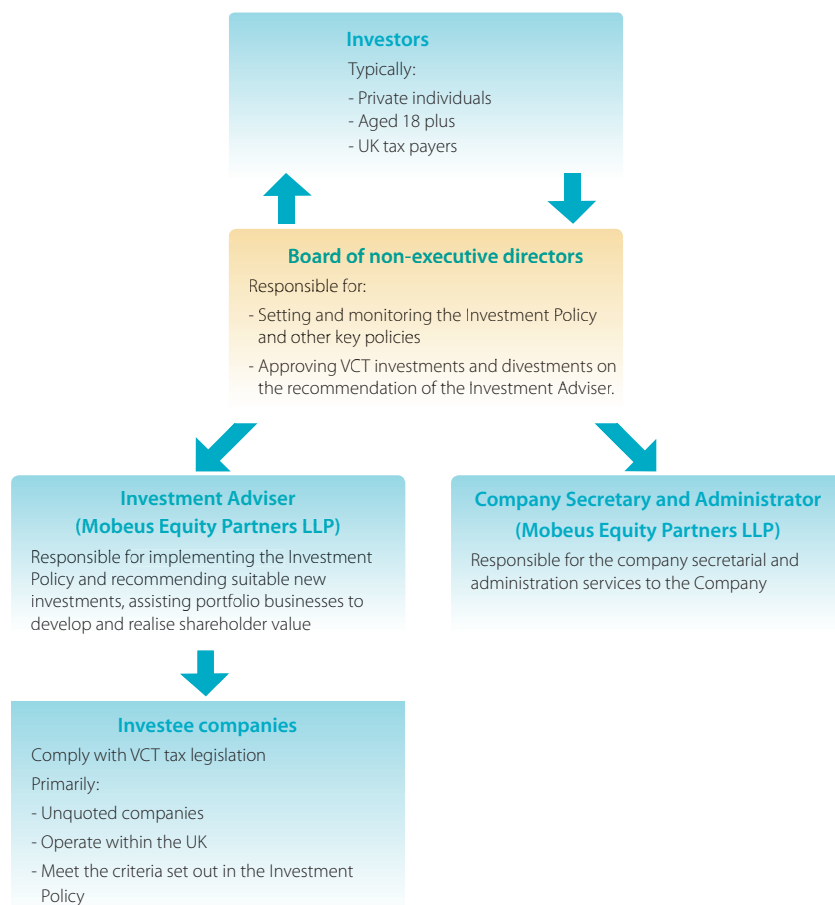 Investors
Typically:
- Private individuals
- Aged 18 plus
- UK tax payers
Board of non-executive directors
Responsible for:
- Setting and monitoring the Investment Policy
and other key policies
- Approving VCT investments and divestments on
the recommendation of the Investment Adviser.
Investment Adviser
(Mobeus Equity Partners LLP)
Responsible for implementing the Investment
Policy and recommending suitable new
investments, assisting portfolio businesses to
develop and realise shareholder value
Company Secretary and Administrator
(Mobeus Equity Partners LLP)
Responsible for the company secretarial and
administration services to the Company
Investee companies
Comply with VCT tax legislation
Primarily:
- Unquoted companies
- Operate within the UK
- Meet the criteria set out in the Investment
Policy